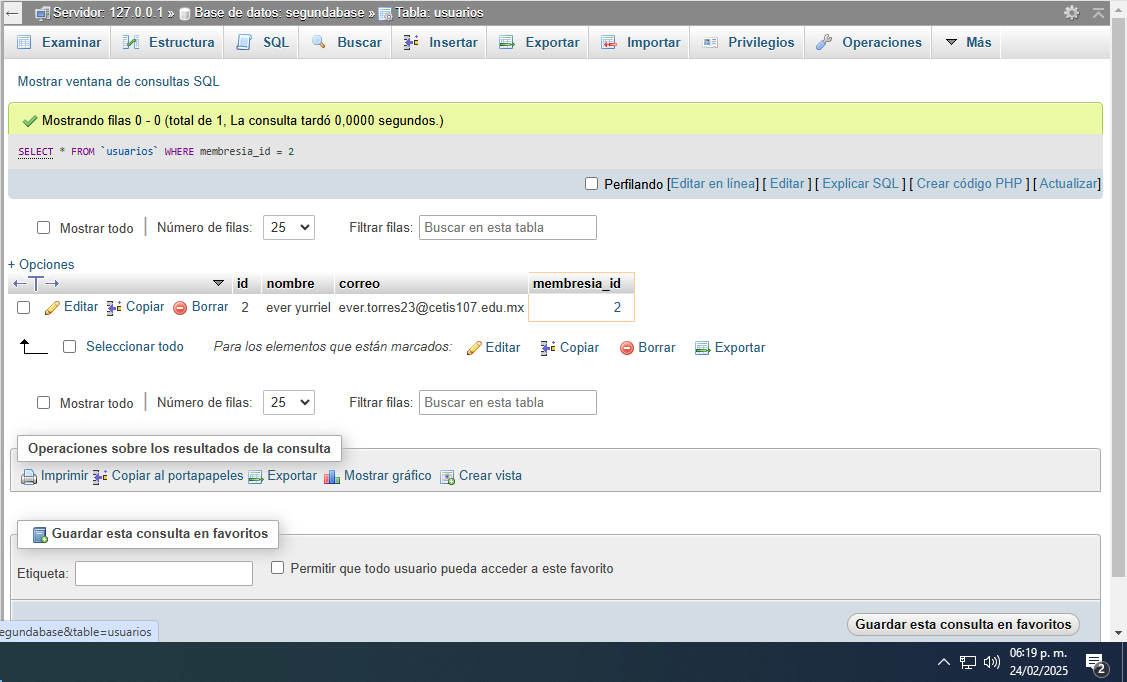 Servidor: 127.0.0.1 » Base de datos: segundabase » Tabla: usuarios
Examinar Estructura SQL Buscar Insertar Exportar Importar Privilegios Operaciones Más
Mostrar ventana de consultas SQL
Mostrando filas 0 - 0 (total de 1, La consulta tardó 0,0000 segundos.)
SELECT * FROM `usuarios` WHERE membresia_id = 2
Perfilando [Editar en línea] [ Editar ] [ Explicar SQL ] [ Crear código PHP ] [ Actualizar]
Mostrar todo Número de filas: 25 Filtrar filas: Buscar en esta tabla
+ Opciones
←T→ id nombre correo membresia_id
Editar Copiar Borrar 2 ever yurriel ever.torres23@cetis107.edu.mx 2
Seleccionar todo Para los elementos que están marcados: Editar Copiar Borrar Exportar
Mostrar todo Número de filas: 25 Filtrar filas: Buscar en esta tabla
Operaciones sobre los resultados de la consulta
Imprimir Copiar al portapapeles Exportar Mostrar gráfico Crear vista
Guardar esta consulta en favoritos
Etiqueta: Permitir que todo usuario pueda acceder a este favorito
Guardar esta consulta en favoritos
egundabase&table=usuarios
06:19 p. m.
24/02/2025
2